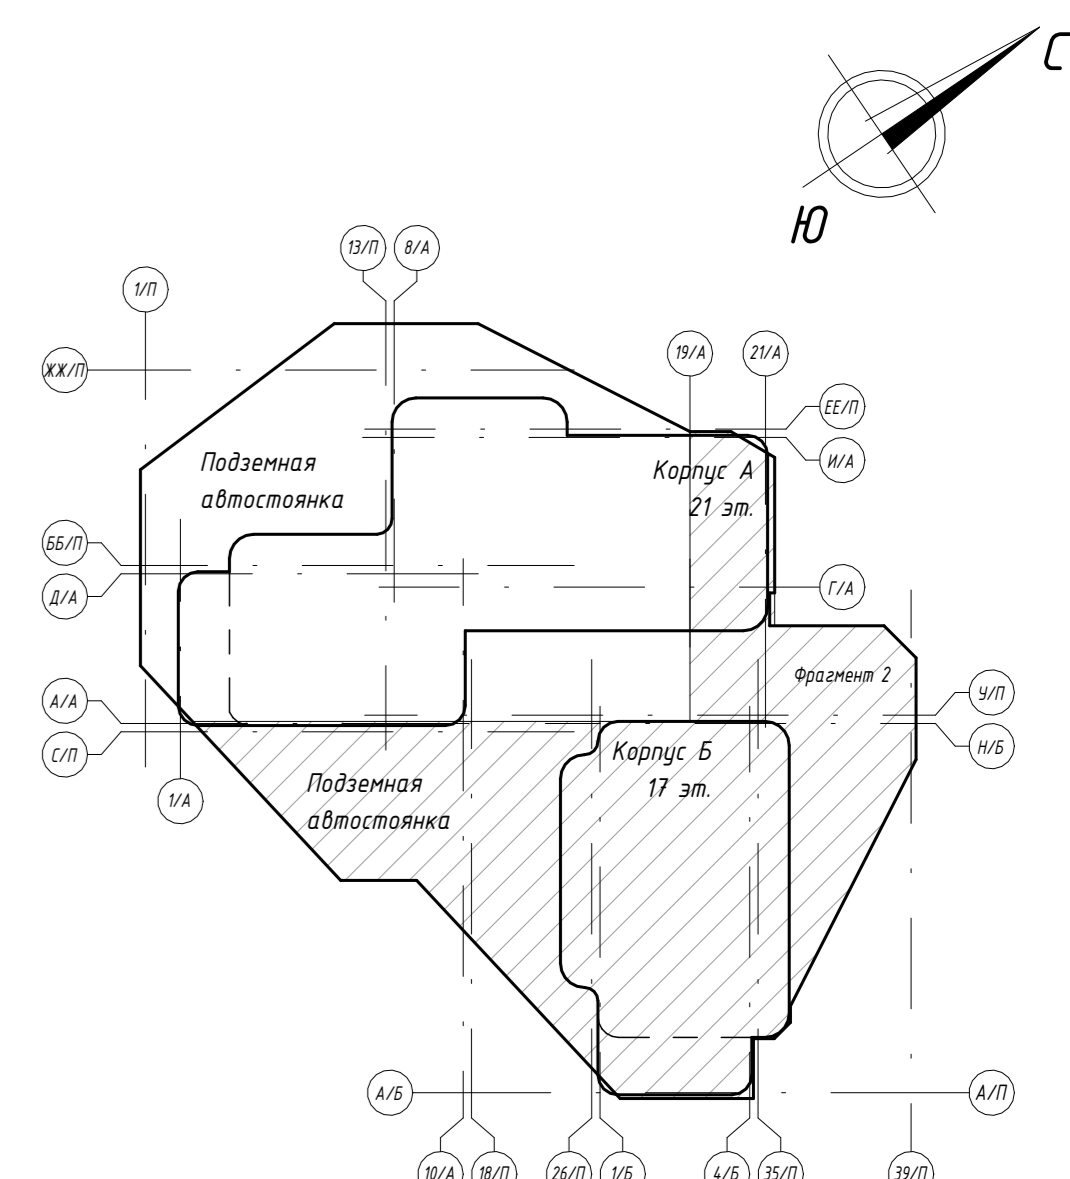 С
Ю
13/П
8/А
1/П
19/А
21/А
ЖЖ/П
ЕЕ/П
И/А
Подземная
автостоянка
Корпус А
21 эт.
ББ/П
Д/А
Г/А
Фрагмент 2
А/А
У/П
С/П
Н/Б
Корпус Б
17 эт.
Подземная
автостоянка
1/А
А/Б
А/П
10/А
18/П
26/П
1/Б
4/Б
35/П
39/П